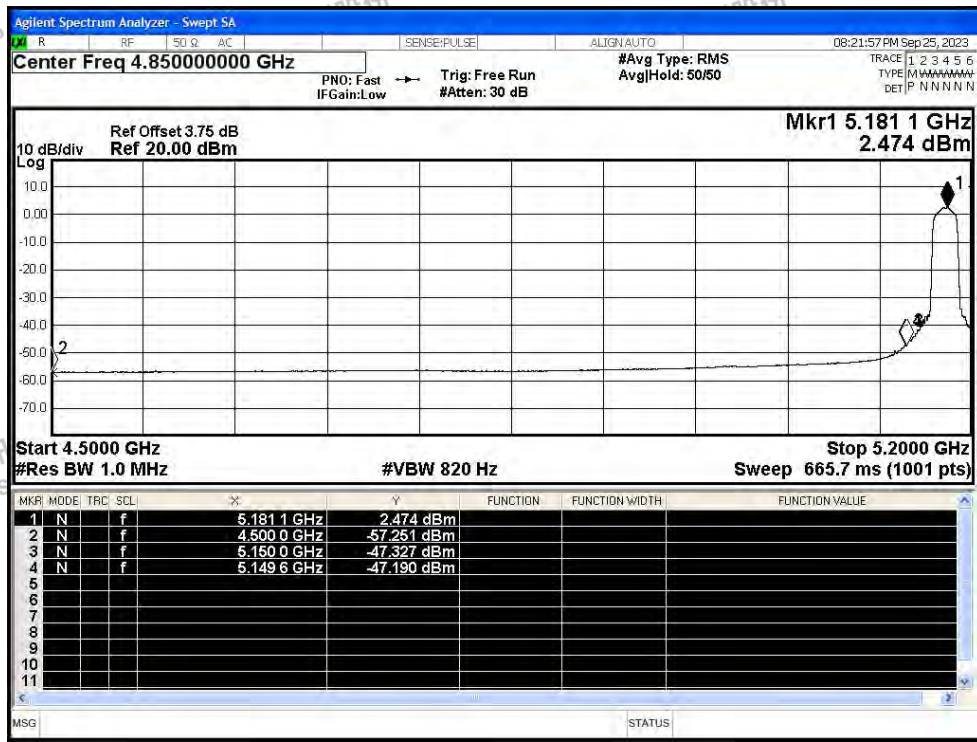 Agilent Spectrum Analyzer - Swept SA
LXI R RF 50 Ω AC SENSE:PULSE ALIGN AUTO 08:21:57 PM Sep 25, 2023
Center Freq 4.850000000 GHz
PNO: Fast
IFGain:Low
Trig: Free Run
#Atten: 30 dB
#Avg Type: RMS
Avg|Hold: 50/50
TRACE 1 2 3 4 5 6
TYPE M W W W W W
DET P N N N N N
Mkr1 5.181 1 GHz
2.474 dBm
Ref Offset 3.75 dB
10 dB/div Ref 20.00 dBm
Log
10.0
0.00
-10.0
-20.0
-30.0
-40.0
-50.0
-60.0
-70.0
1
2
Start 4.5000 GHz Stop 5.2000 GHz
#Res BW 1.0 MHz #VBW 820 Hz Sweep 665.7 ms (1001 pts)
MKR MODE TRC SCL X Y FUNCTION FUNCTION WIDTH FUNCTION VALUE
1 N f 5.181 1 GHz 2.474 dBm
2 N f 4.500 0 GHz -57.251 dBm
3 N f 5.150 0 GHz -47.327 dBm
4 N f 5.149 6 GHz -47.190 dBm
5
6
7
8
9
10
11
MSG STATUS